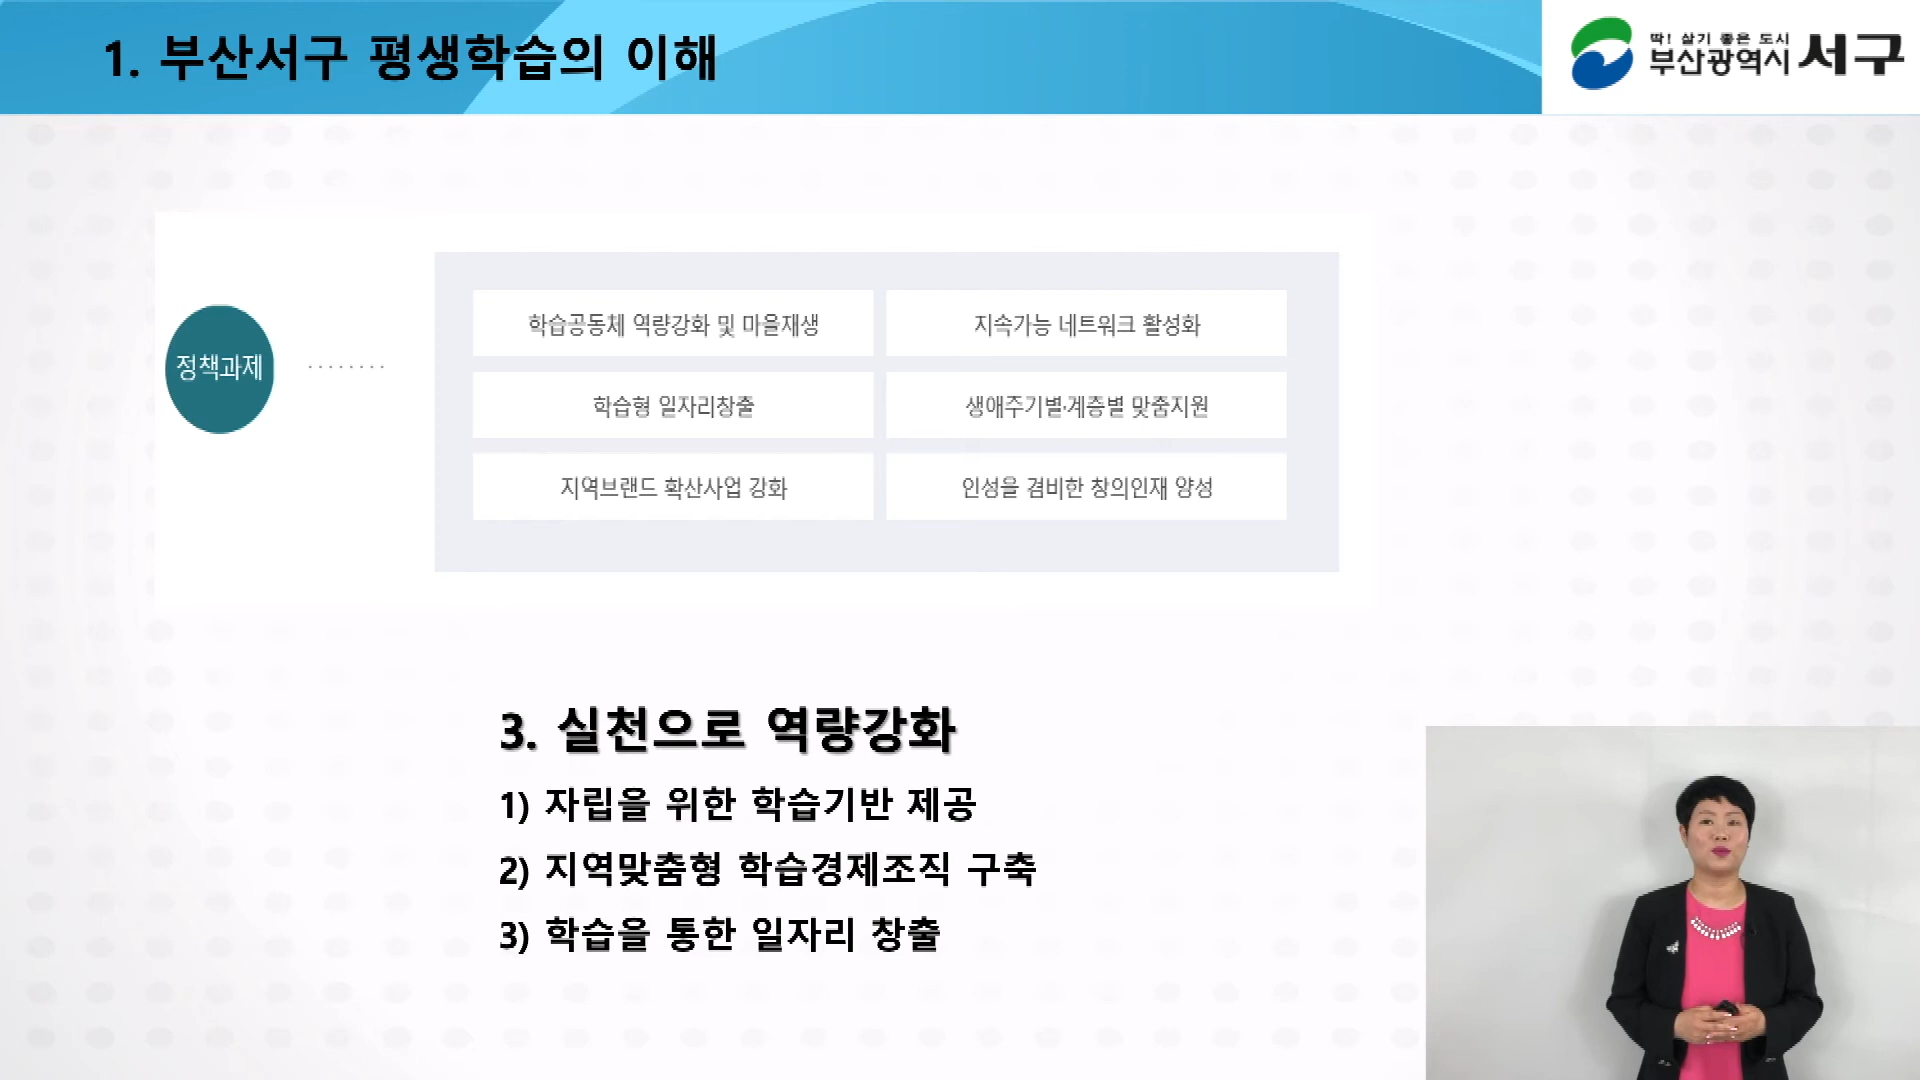 1. 부산서구 평생학습의 이해
딱! 살기 좋은 도시
부산광역시 서구
정책과제
학습공동체 역량강화 및 마을재생
지속가능 네트워크 활성화
학습형 일자리창출
생애주기별·계층별 맞춤지원
지역브랜드 확산사업 강화
인성을 겸비한 창의인재 양성
3. 실천으로 역량강화
1) 자립을 위한 학습기반 제공
2) 지역맞춤형 학습경제조직 구축
3) 학습을 통한 일자리 창출